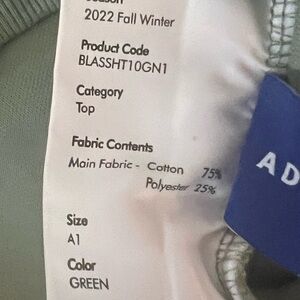 Season
2022 Fall Winter
Product Code
BLASSHT10GN1
Category
Top
Fabric Contents
Main Fabric - Cotton 75%
Polyester 25%
Size
A1
Color
GREEN
A D